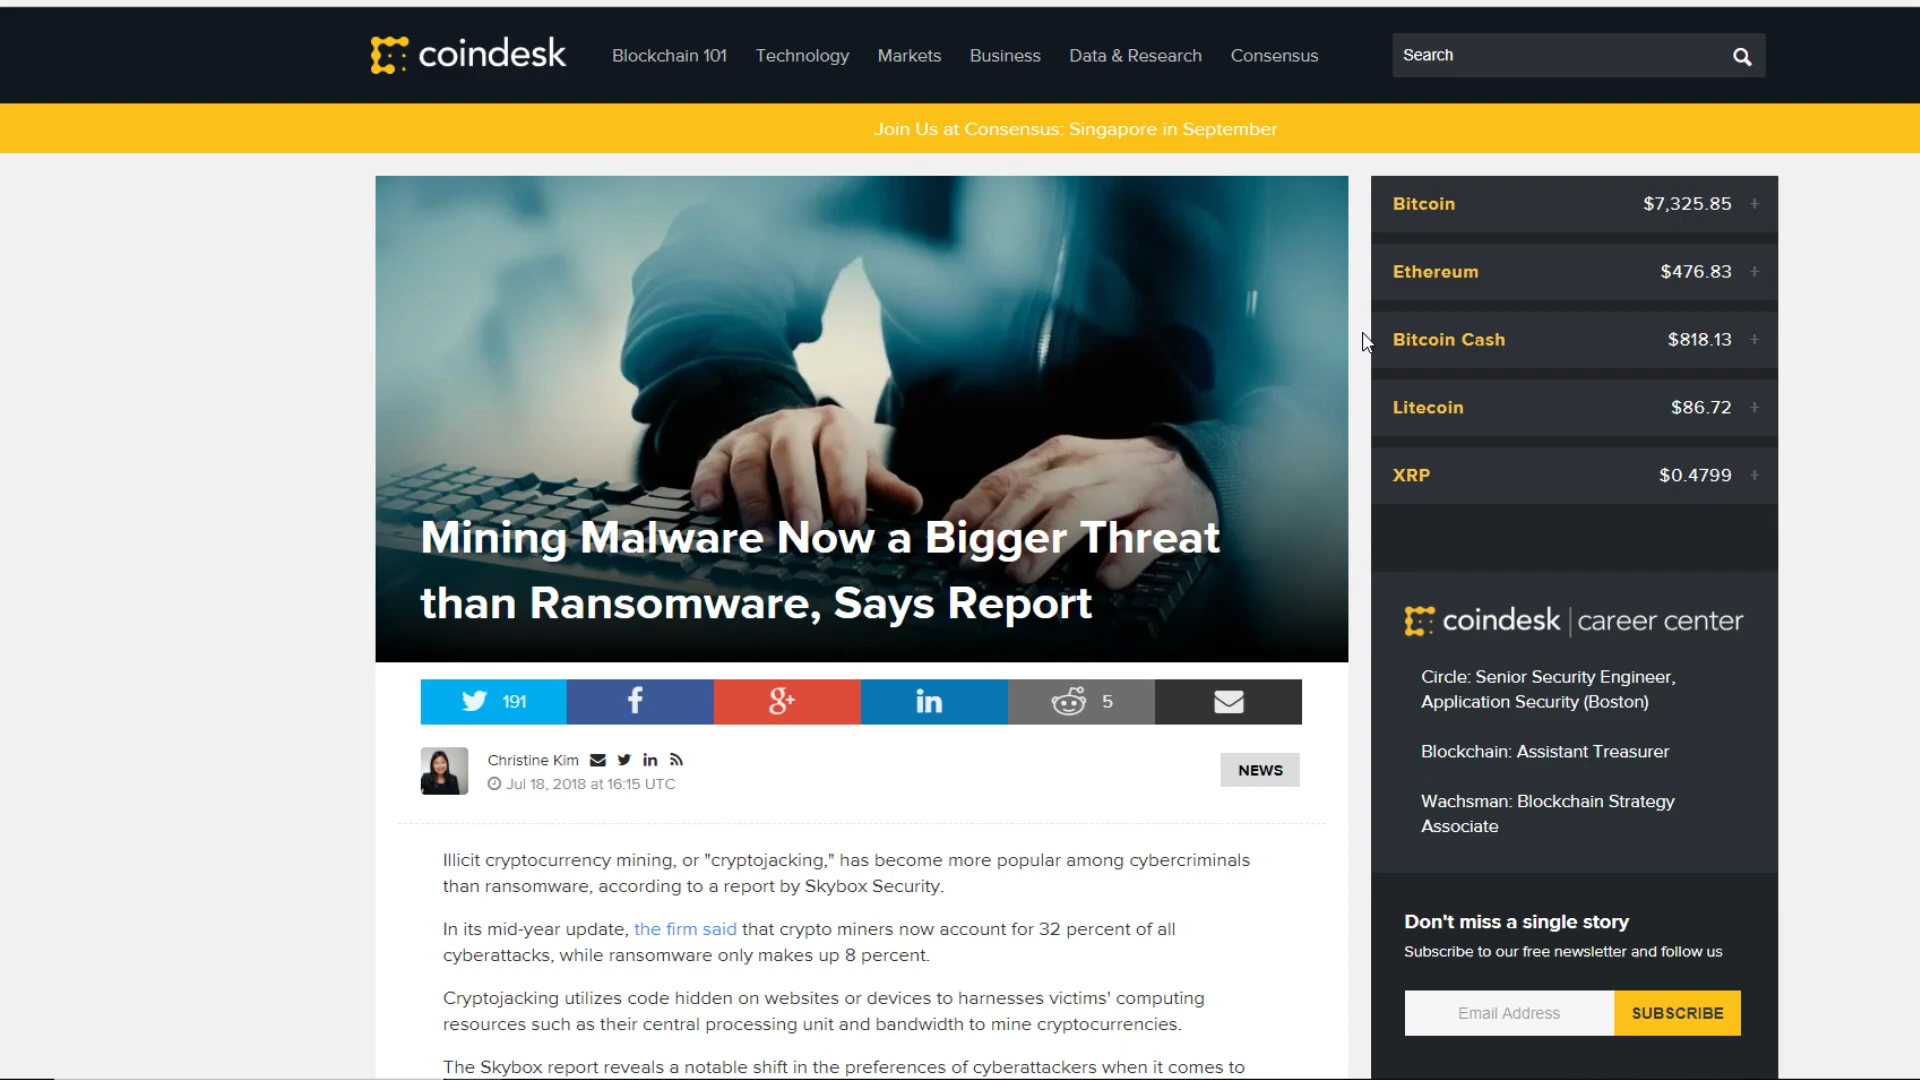 coindesk
Blockchain 101 Technology Markets Business Data & Research Consensus
Search
Join Us at Consensus: Singapore in September
Mining Malware Now a Bigger Threat
than Ransomware, Says Report
191
5
Christine Kim
Jul 18, 2018 at 16:15 UTC
NEWS
Illicit cryptocurrency mining, or "cryptojacking," has become more popular among cybercriminals
than ransomware, according to a report by Skybox Security.
In its mid-year update, the firm said that crypto miners now account for 32 percent of all
cyberattacks, while ransomware only makes up 8 percent.
Cryptojacking utilizes code hidden on websites or devices to harnesses victims' computing
resources such as their central processing unit and bandwidth to mine cryptocurrencies.
The Skybox report reveals a notable shift in the preferences of cyberattackers when it comes to
Bitcoin $7,325.85 +
Ethereum $476.83 +
Bitcoin Cash $818.13 +
Litecoin $86.72 +
XRP $0.4799 +
coindesk | career center
Circle: Senior Security Engineer,
Application Security (Boston)
Blockchain: Assistant Treasurer
Wachsman: Blockchain Strategy
Associate
Don't miss a single story
Subscribe to our free newsletter and follow us
Email Address SUBSCRIBE